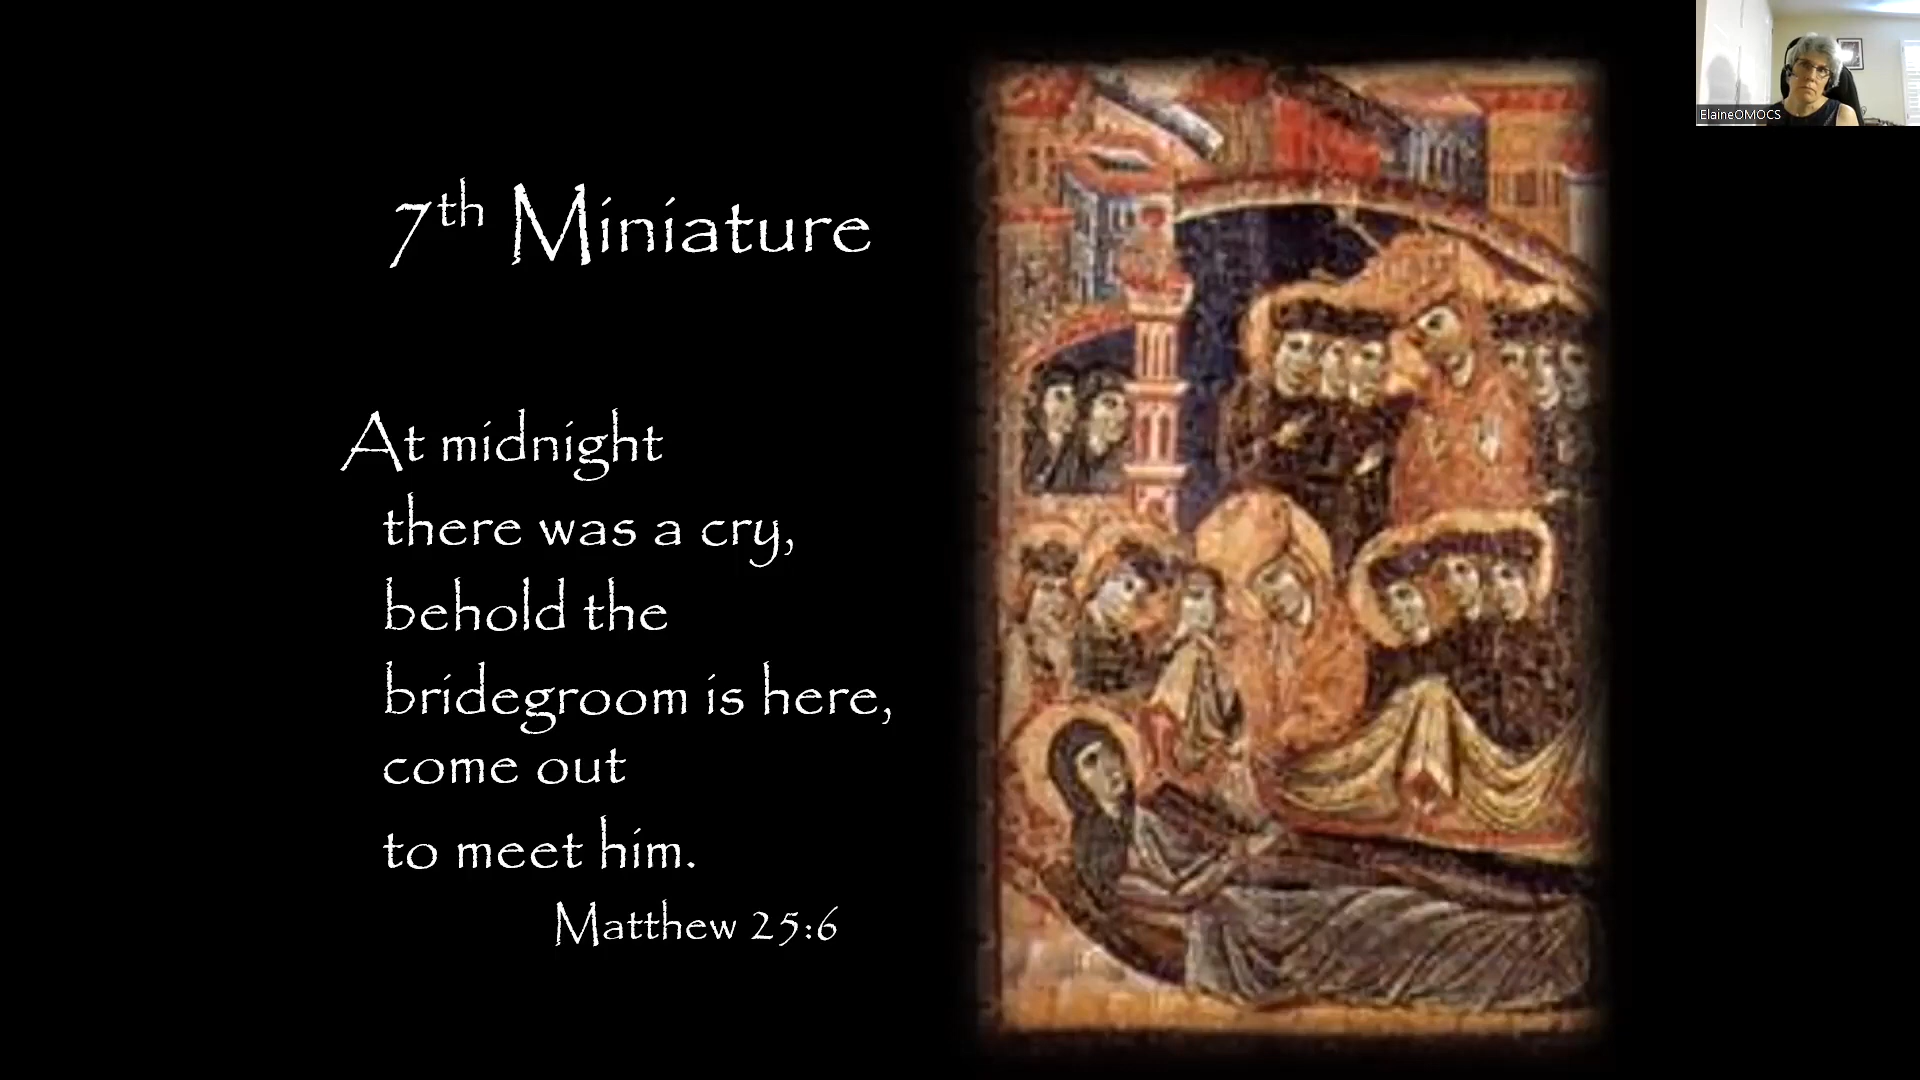 7th Miniature
At midnight
there was a cry,
behold the
bridegroom is here,
come out
to meet him.
Matthew 25:6
ElaineOMOCS